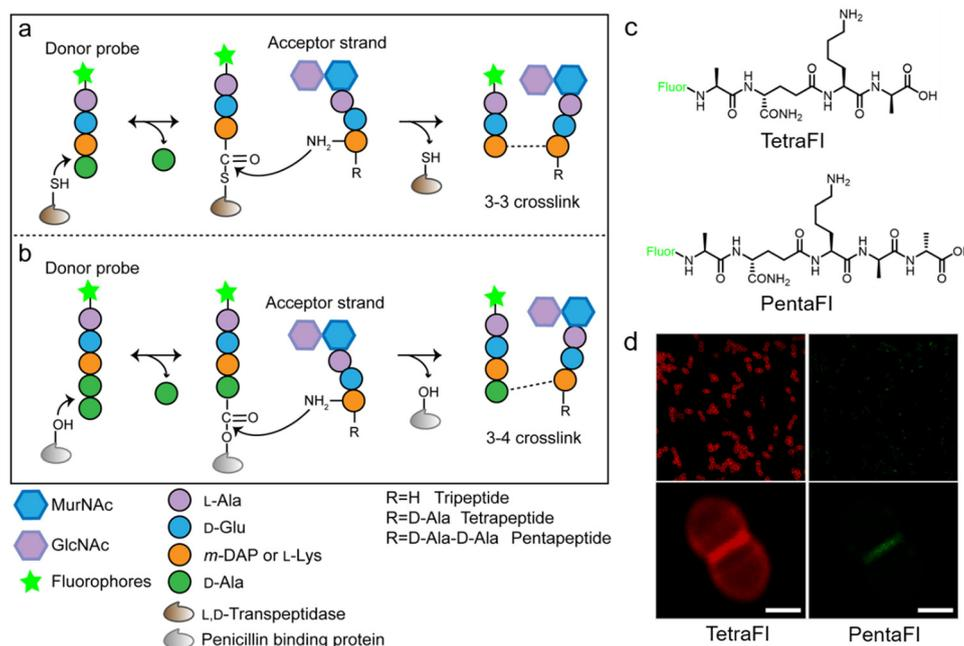 a
Donor probe
Acceptor strand
SH
C
O
S
NH2
R
SH
R
3-3 crosslink
b
Donor probe
Acceptor strand
OH
C
O
O
NH2
R
OH
R
3-4 crosslink
MurNAc
GlcNAc
Fluorophores
L-Ala
D-Glu
m-DAP or L-Lys
D-Ala
L,D-Transpeptidase
Penicillin binding protein
R=H Tripeptide
R=D-Ala Tetrapeptide
R=D-Ala-D-Ala Pentapeptide
c
NH2
Fluor
N
H
O
H
N
CONH2
O
N
H
O
H
N
O
OH
TetraFl
NH2
Fluor
N
H
O
H
N
CONH2
O
N
H
O
H
N
O
N
H
O
PentaFl
d
TetraFl
PentaFl